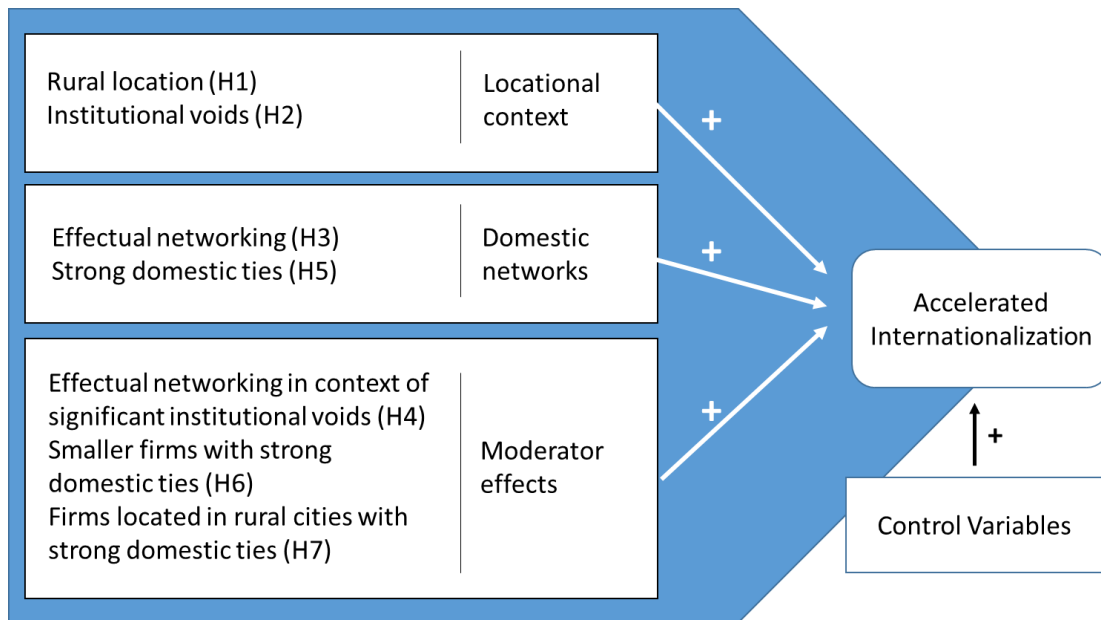 Rural location (H1)
Institutional voids (H2)
Locational
context
+
Effectual networking (H3)
Strong domestic ties (H5)
Domestic
networks
+
Effectual networking in context of
significant institutional voids (H4)
Smaller firms with strong
domestic ties (H6)
Firms located in rural cities with
strong domestic ties (H7)
Moderator
effects
+
Accelerated
Internationalization
+
Control Variables